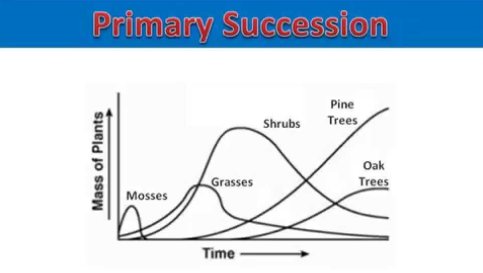 Primary Succession
Pine
Trees
Shrubs
Oak
Trees
Grasses
Mosses
Mass of Plants
Time